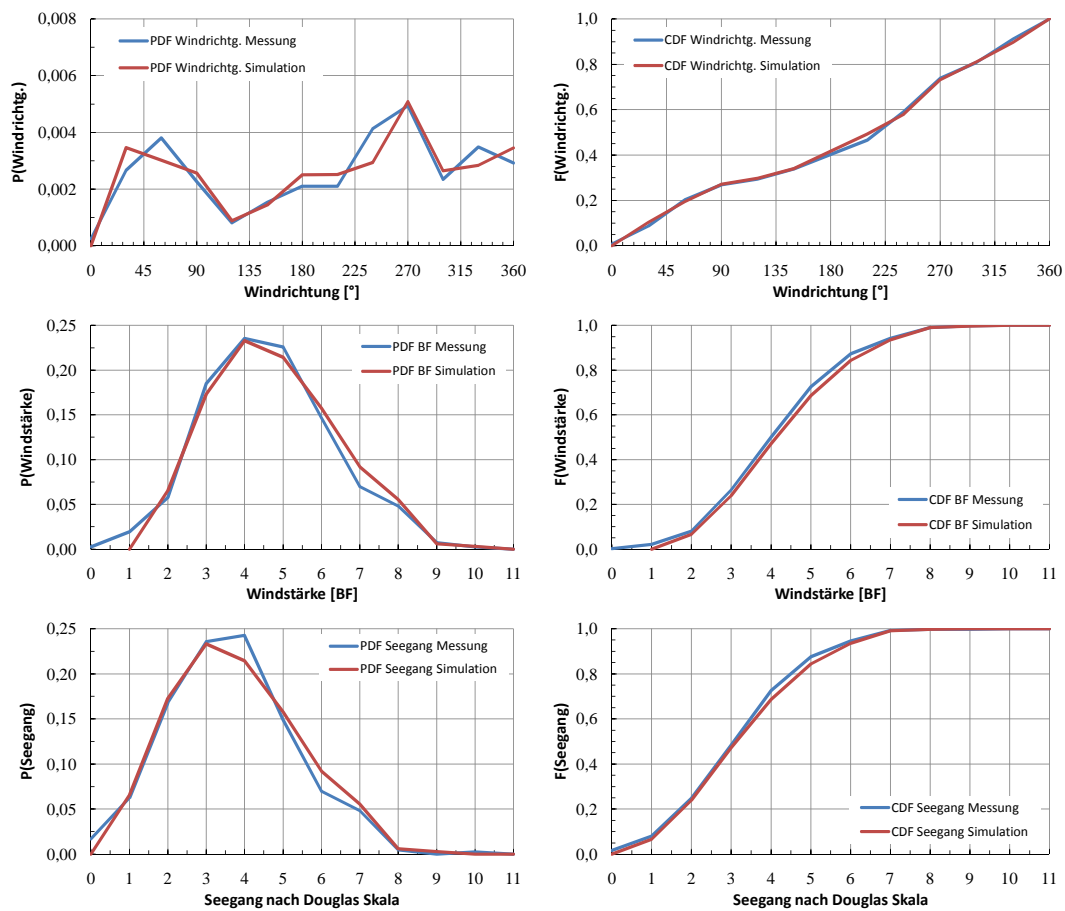 0,008
0,006
0,004
0,002
0,000
P(Windrichtg.)
PDF Windrichtg. Messung
PDF Windrichtg. Simulation
0 45 90 135 180 225 270 315 360
Windrichtung [°]
1,0
0,8
0,6
0,4
0,2
0,0
F(Windrichtg.)
CDF Windrichtg. Messung
CDF Windrichtg. Simulation
0 45 90 135 180 225 270 315 360
Windrichtung [°]
0,25
0,20
0,15
0,10
0,05
0,00
P(Windstärke)
PDF BF Messung
PDF BF Simulation
0 1 2 3 4 5 6 7 8 9 10 11
Windstärke [BF]
1,0
0,8
0,6
0,4
0,2
0,0
F(Windstärke)
CDF BF Messung
CDF BF Simulation
0 1 2 3 4 5 6 7 8 9 10 11
Windstärke [BF]
0,25
0,20
0,15
0,10
0,05
0,00
P(Seegang)
PDF Seegang Messung
PDF Seegang Simulation
0 1 2 3 4 5 6 7 8 9 10 11
Seegang nach Douglas Skala
1,0
0,8
0,6
0,4
0,2
0,0
F(Seegang)
CDF Seegang Messung
CDF Seegang Simulation
0 1 2 3 4 5 6 7 8 9 10 11
Seegang nach Douglas Skala